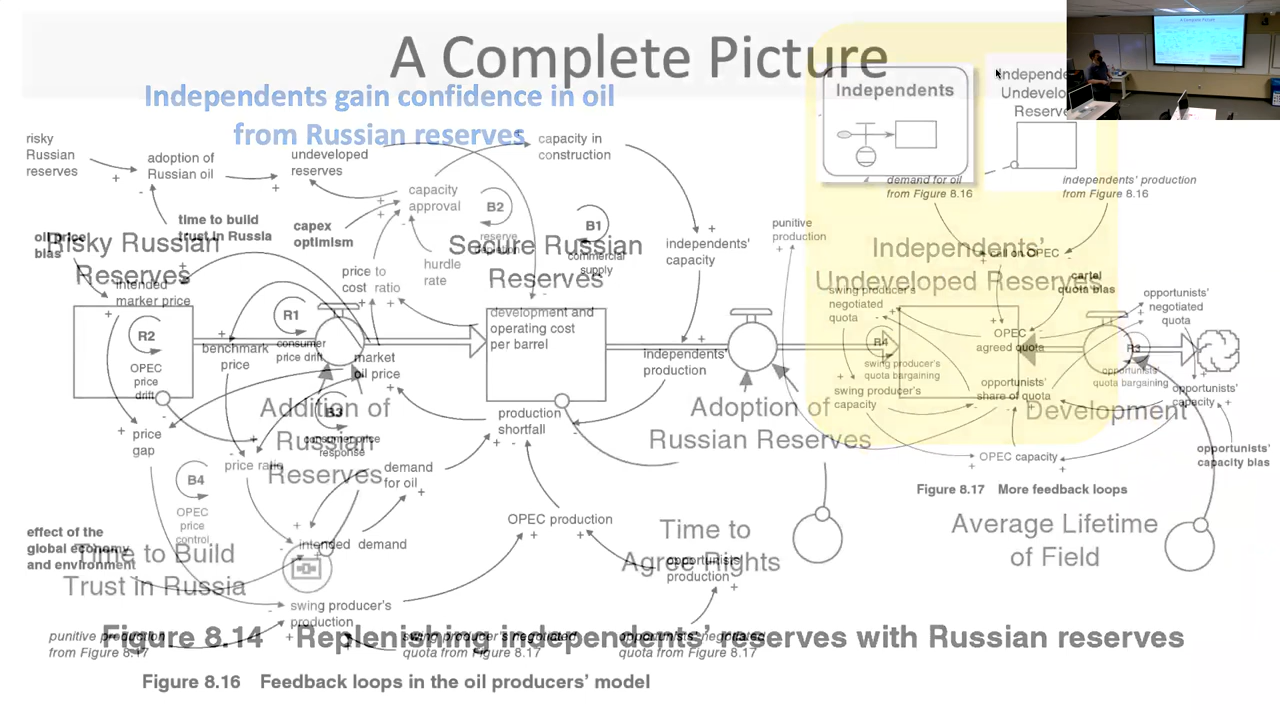 A Complete Picture
Independents gain confidence in oil
from Russian reserves
Independents
Independe
Undevelo
Reserve
risky
Russian
reserves
adoption of
Russian oil
undeveloped
reserves
capacity in
construction
capacity
approval
B2
reserve
B1
commercial
supply
demand for oil
from Figure 8.16
independents' production
from Figure 8.16
time to build
trust in Russia
capex
optimism
hurdle
rate
independents'
capacity
punitive
production
call on OPEC
cartel
quota bias
oil price
bias
Risky Russian
Reserves
Secure Russian
Reserves
Independents'
Undeveloped Reserves
intended
marker price
price to
cost ratio
swing producer's
negotiated
quota
opportunists'
negotiated
quota
R1
consumer
price drift
R2
OPEC
price
drift
benchmark
price
market
oil price
development and
operating cost
per barrel
independents'
production
OPEC
agreed quota
R4
swing producer's
quota bargaining
R3
opportunists'
quota bargaining
swing producer's
capacity
opportunists'
share of quota
opportunists'
capacity
Addition of
Russian
Reserves
B3
consumer price
response
production
shortfall
Adoption of
Russian Reserves
Development
price
gap
price ratio
demand
for oil
OPEC capacity
opportunists'
capacity bias
B4
OPEC
price
control
Figure 8.17 More feedback loops
effect of the
global economy
and environment
intended demand
OPEC production
Time to Build
Trust in Russia
Time to
Agree Rights
opportunists'
production
Average Lifetime
of Field
swing producer's
production
punitive production
from Figure 8.17
swing producer's negotiated
quota from Figure 8.17
opportunists' negotiated
quota from Figure 8.17
Figure 8.14 Replenishing independents' reserves with Russian reserves
Figure 8.16 Feedback loops in the oil producers' model